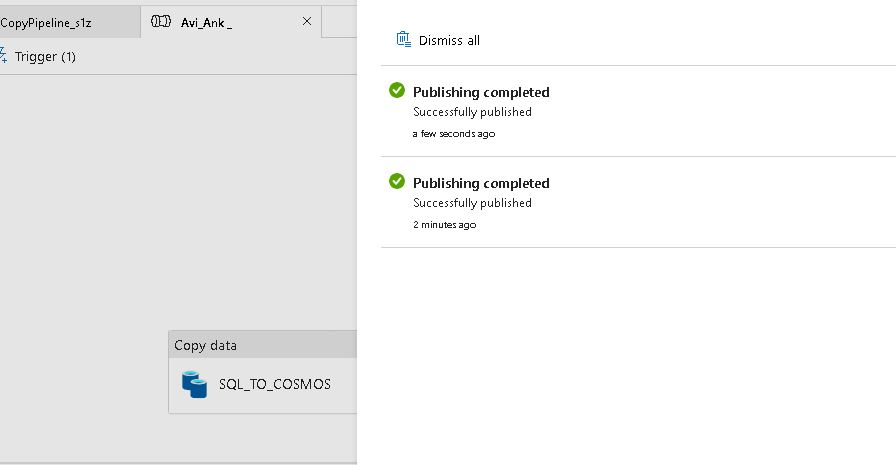 CopyPipeline_s1z
Avi_Ank_
Trigger (1)
Copy data
SQL_TO_COSMOS
Dismiss all
Publishing completed
Successfully published
a few seconds ago
Publishing completed
Successfully published
2 minutes ago